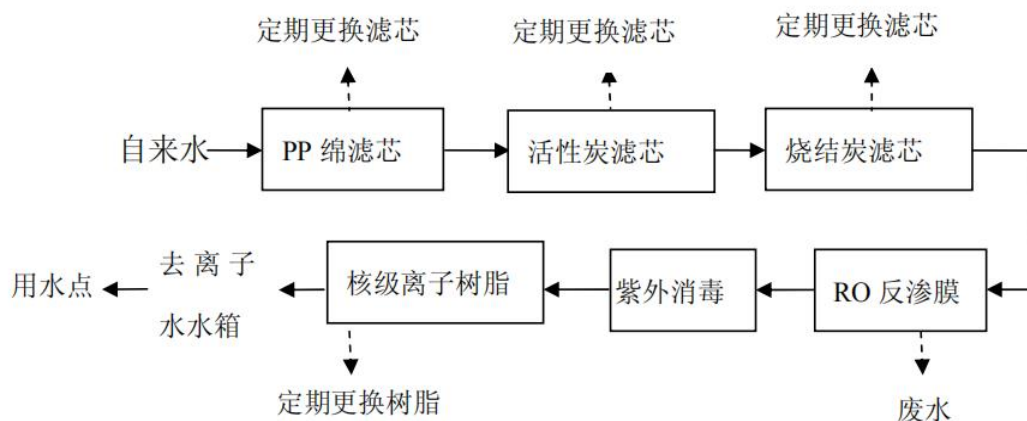 定期更换滤芯
定期更换滤芯
定期更换滤芯
自来水
PP 绵滤芯
活性炭滤芯
烧结炭滤芯
用水点
去 离 子
水水箱
核级离子树脂
紫外消毒
RO 反渗膜
定期更换树脂
废水